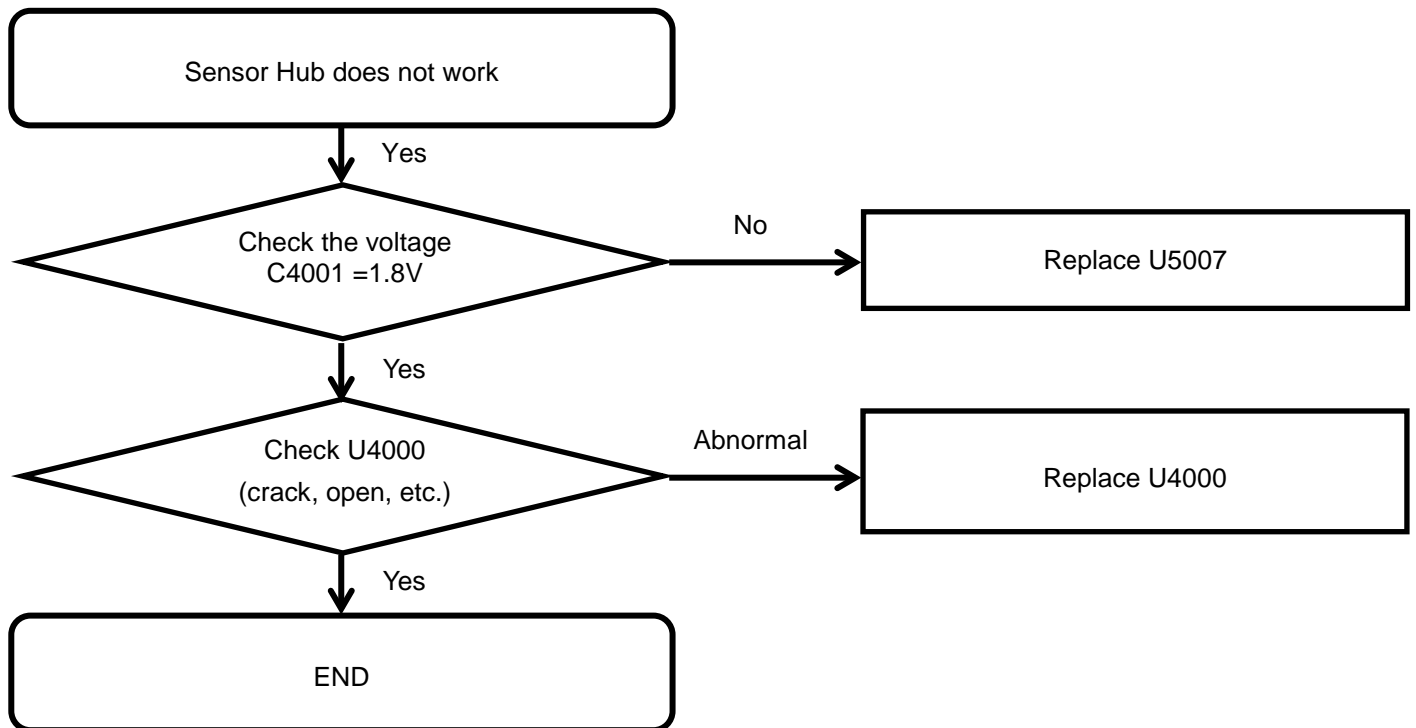 Sensor Hub does not work
Yes
Check the voltage
C4001 =1.8V
No
Replace U5007
Yes
Check U4000
(crack, open, etc.)
Abnormal
Replace U4000
Yes
END